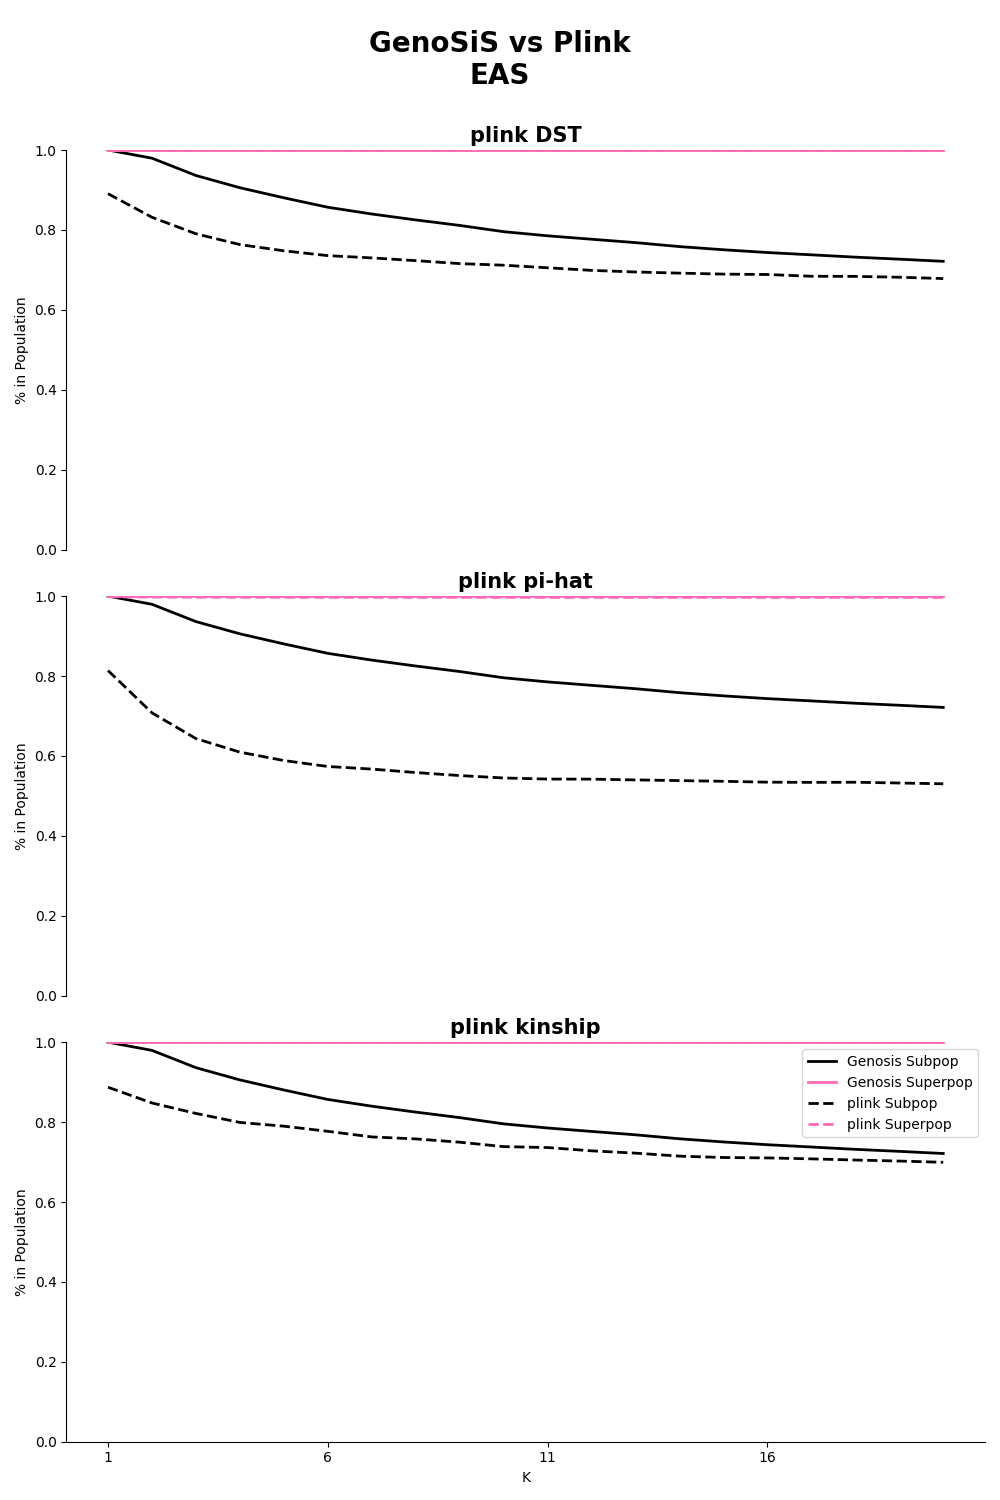 GenoSiS vs Plink
EAS
plink DST
1.0
0.8
0.6
0.4
0.2
0.0
% in Population
plink pi-hat
1.0
0.8
0.6
0.4
0.2
0.0
% in Population
plink kinship
1.0
0.8
0.6
0.4
0.2
0.0
% in Population
Genosis Subpop
Genosis Superpop
plink Subpop
plink Superpop
1 6 11 16
K